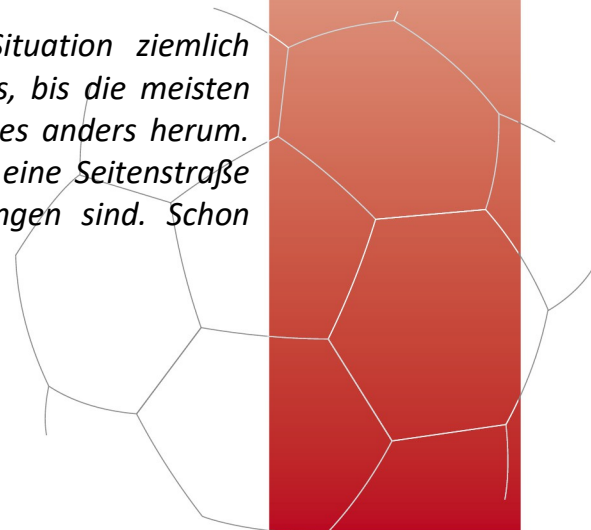 Situation ziemlich
s, bis die meisten
es anders herum.
eine Seitenstraße
ngen sind. Schon